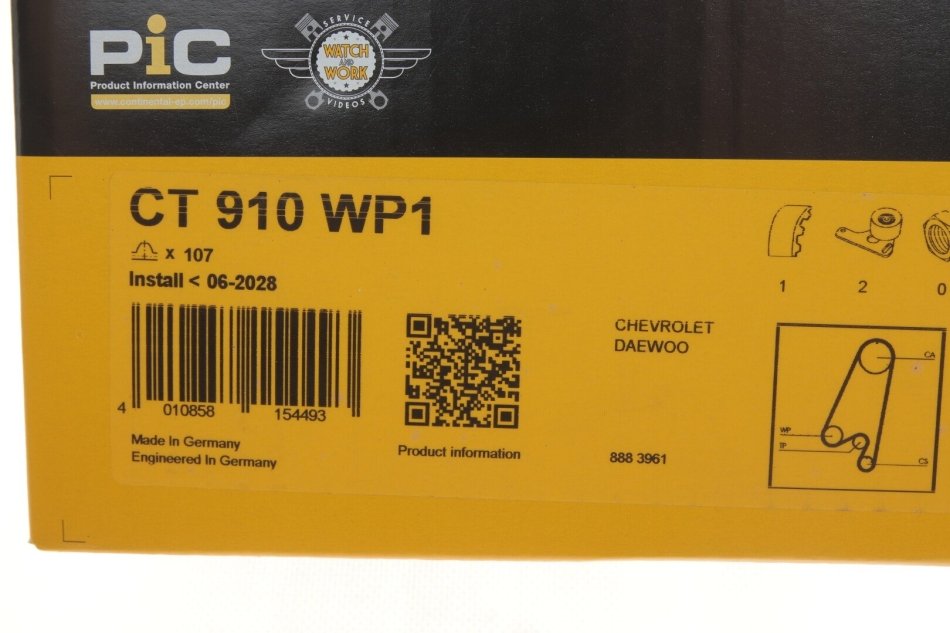 PiC
Product Information Center
www.continental-ep.com/pic
SERVICE
WATCH
AND
WORK
VIDEOS
CT 910 WP1
x 107
Install < 06-2028
4 010858 154493
Made In Germany
Engineered In Germany
Product information
CHEVROLET
DAEWOO
888 3961
1 2 0
CA
WP
TP
CS